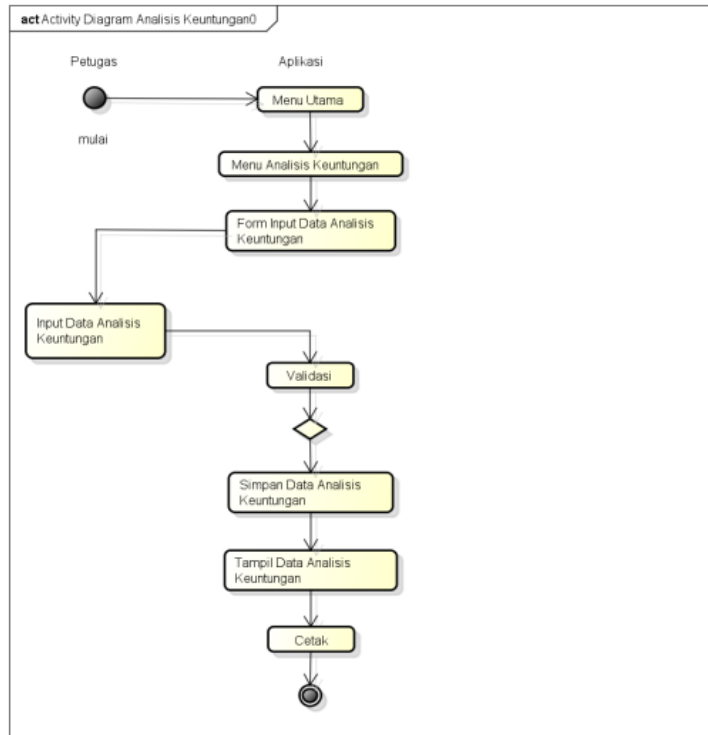 act Activity Diagram Analisis Keuntungan0
Petugas
Aplikasi
Menu Utama
mulai
Menu Analisis Keuntungan
Form Input Data Analisis
Keuntungan
Input Data Analisis
Keuntungan
Validasi
Simpan Data Analisis
Keuntungan
Tampil Data Analisis
Keuntungan
Cetak